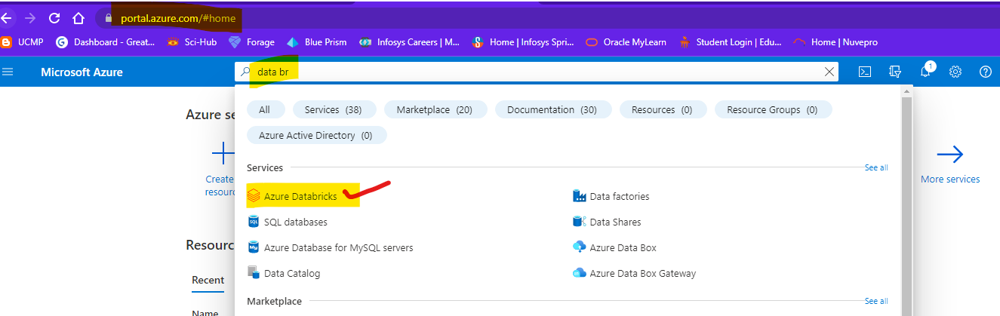 portal.azure.com/#home
UCMP Dashboard - Great... Sci-Hub Forage Blue Prism Infosys Careers | M... Home | Infosys Spri... Oracle MyLearn Student Login | Edu... Home | Nuvepro
Microsoft Azure data br 1
All Services (38) Marketplace (20) Documentation (30) Resources (0) Resource Groups (0)
Azure se
Azure Active Directory (0)
Services See all
Create
resourc
More services
Azure Databricks Data factories
SQL databases Data Shares
Resourc
Azure Database for MySQL servers Azure Data Box
Data Catalog Azure Data Box Gateway
Recent
Marketplace See all
Name